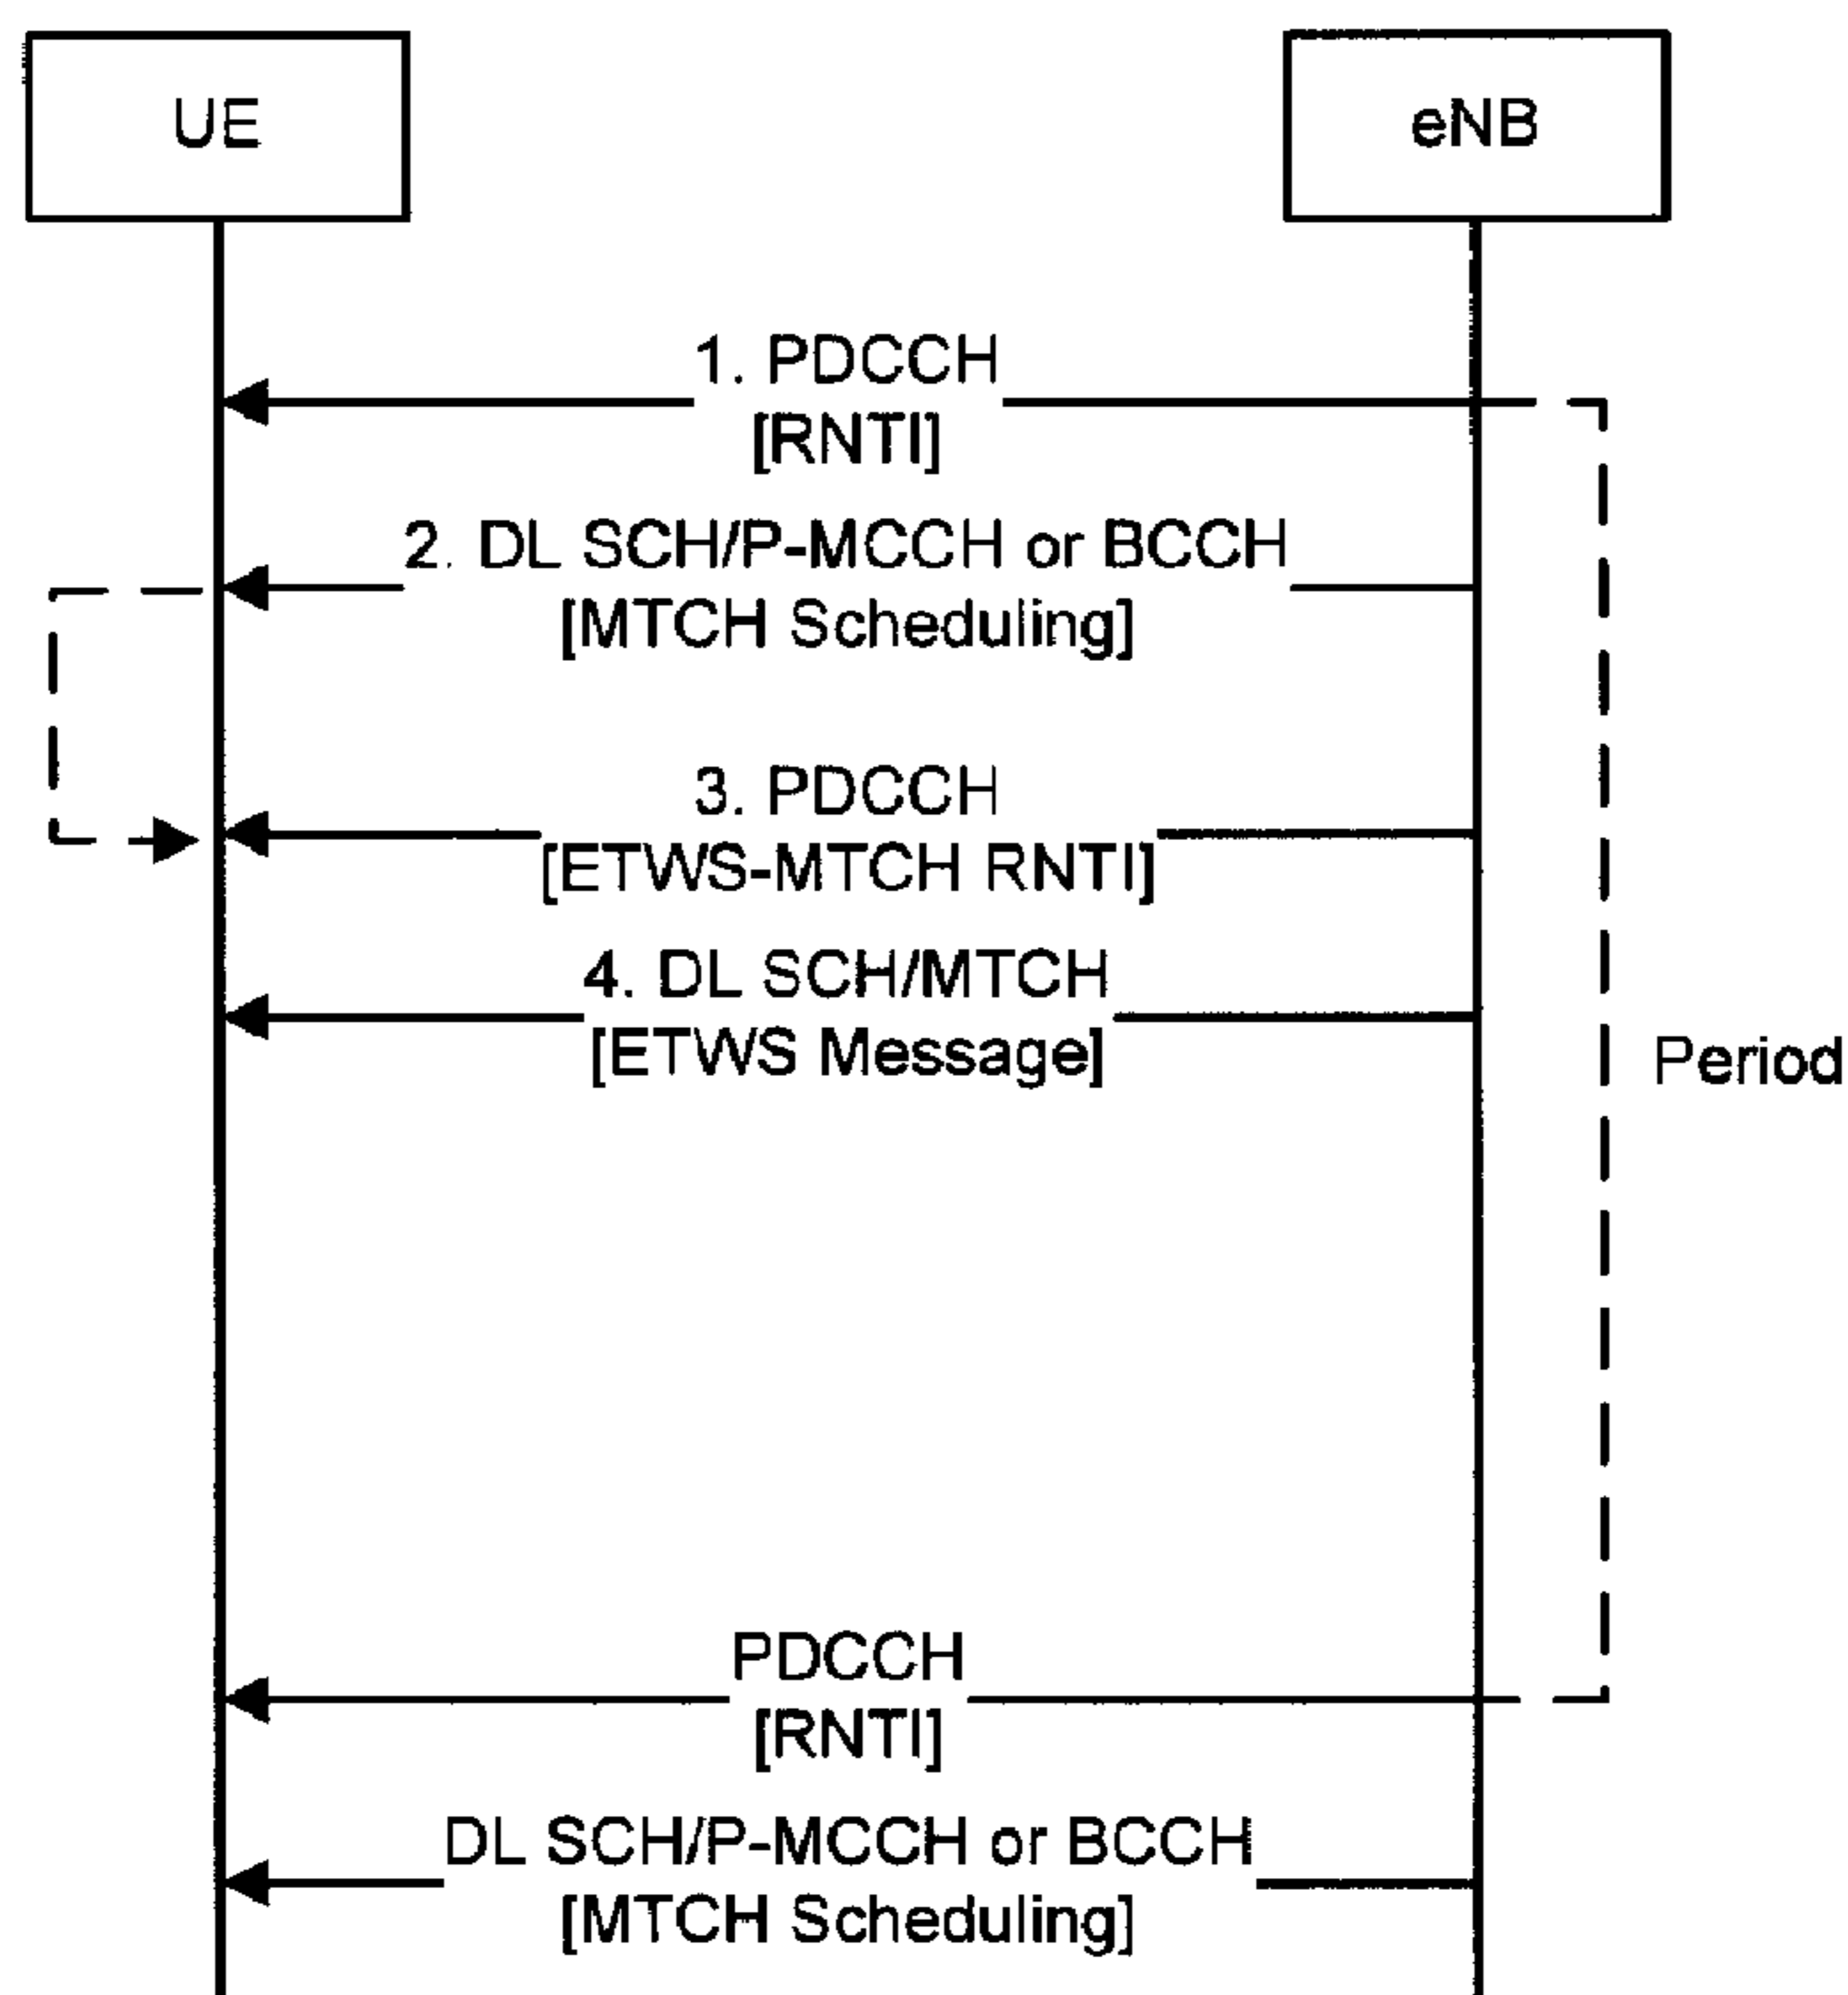 UE
eNB
1. PDCCH
[RNTI]
2. DL SCH/P-MCCH or BCCH
[MTCH Scheduling]
3. PDCCH
[ETWS-MTCH RNTI]
4. DL SCH/MTCH
[ETWS Message]
Period
PDCCH
[RNTI]
DL SCH/P-MCCH or BCCH
[MTCH Scheduling]